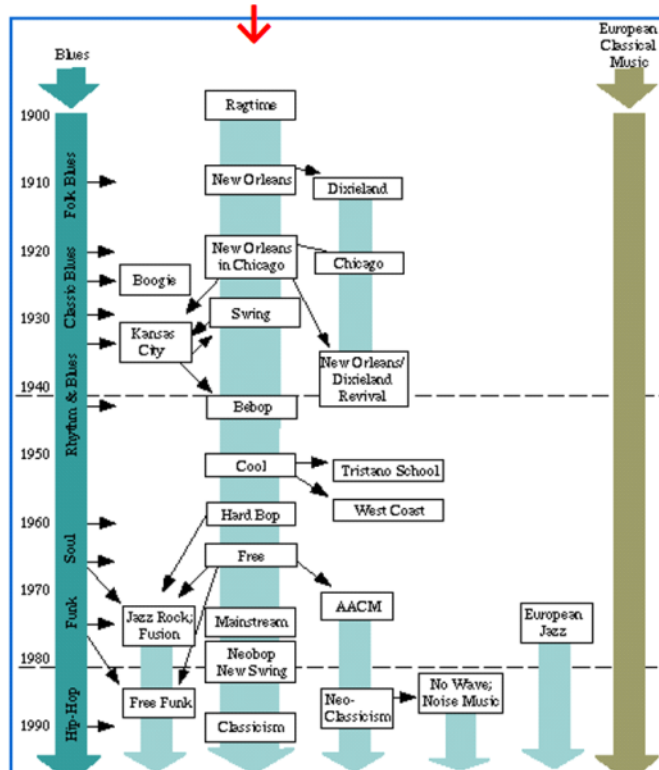 Blues
European
Classical
Music
1900
Ragtime
Folk Blues
1910
New Orleans
Dixieland
1920
New Orleans
in Chicago
Chicago
Classic Blues
Boogie
1930
Swing
Kansas
City
New Orleans/
Dixieland
Revival
1940
Rhythm & Blues
Bebop
1950
Cool
Tristano School
West Coast
1960
Hard Bop
Soul
Free
1970
AACM
Funk
Jazz Rock;
Fusion
Mainstream
European
Jazz
1980
Neobop
New Swing
No Wave;
Noise Music
Free Funk
Neo-
Classicism
Hip-Hop
1990
Classicism